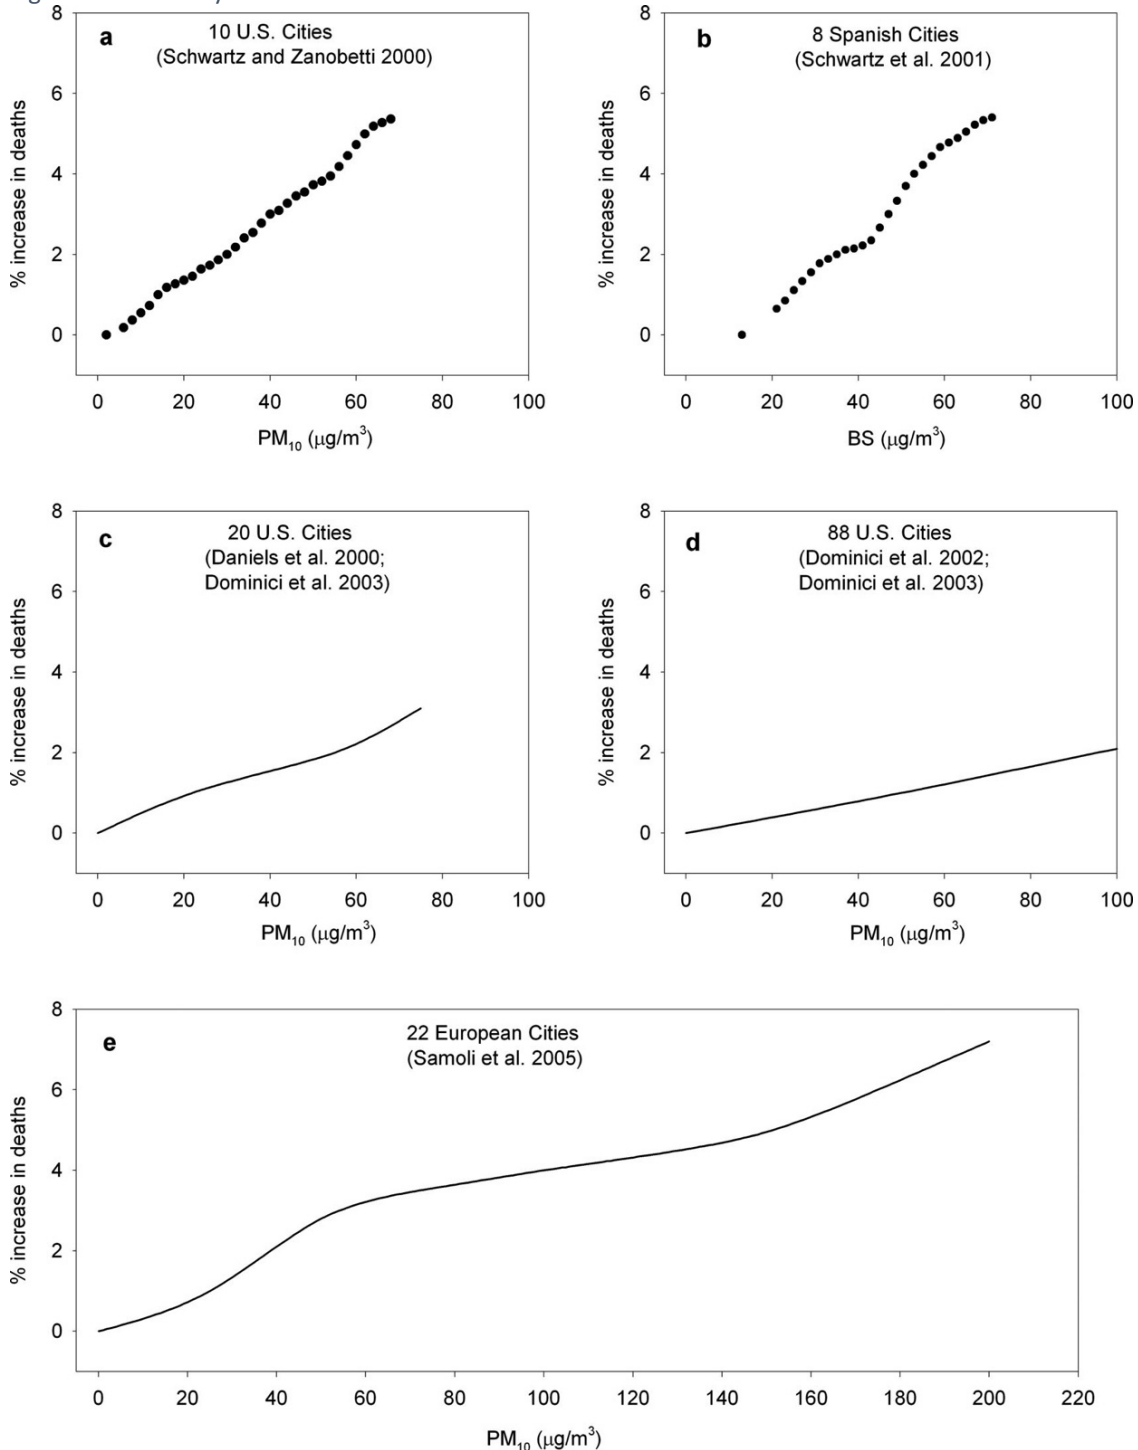 a
10 U.S. Cities
(Schwartz and Zanobetti 2000)
% increase in deaths
8
6
4
2
0
0 20 40 60 80 100
PM₁₀ (μg/m³)
b
8 Spanish Cities
(Schwartz et al. 2001)
% increase in deaths
8
6
4
2
0
0 20 40 60 80 100
BS (μg/m³)
c
20 U.S. Cities
(Daniels et al. 2000;
Dominici et al. 2003)
% increase in deaths
8
6
4
2
0
0 20 40 60 80 100
PM₁₀ (μg/m³)
d
88 U.S. Cities
(Dominici et al. 2002;
Dominici et al. 2003)
% increase in deaths
8
6
4
2
0
0 20 40 60 80 100
PM₁₀ (μg/m³)
e
22 European Cities
(Samoli et al. 2005)
% increase in deaths
8
6
4
2
0
0 20 40 60 80 100 120 140 160 180 200 220
PM₁₀ (μg/m³)